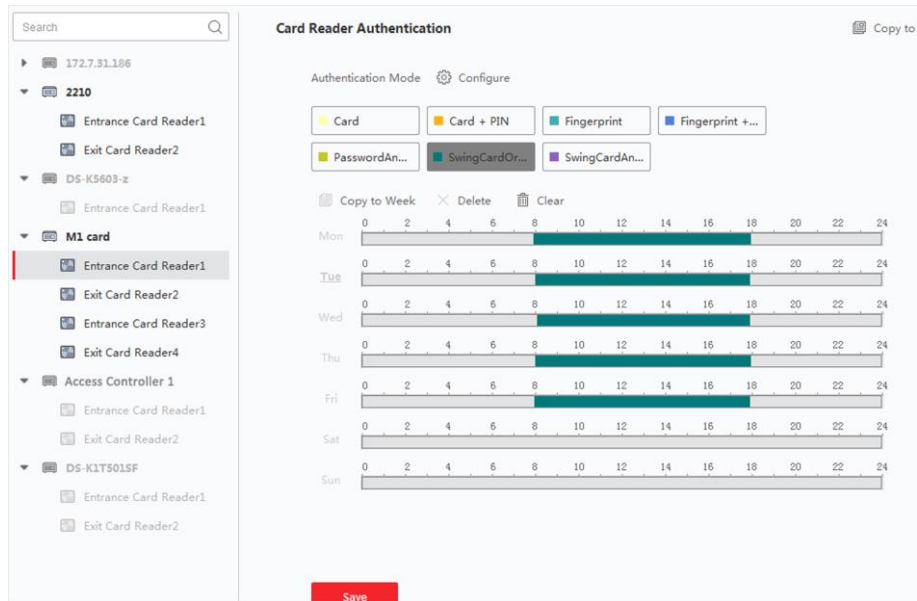 Search
172.7.31.186
2210
Entrance Card Reader1
Exit Card Reader2
DS-K5603-z
Entrance Card Reader1
M1 card
Entrance Card Reader1
Exit Card Reader2
Entrance Card Reader3
Exit Card Reader4
Access Controller 1
Entrance Card Reader1
Exit Card Reader2
DS-K1T501SF
Entrance Card Reader1
Exit Card Reader2
Card Reader Authentication
Copy to
Authentication Mode Configure
Card Card + PIN Fingerprint Fingerprint +...
PasswordAn... SwingCardOr... SwingCardAn...
Copy to Week Delete Clear
0 2 4 6 8 10 12 14 16 18 20 22 24
Mon
0 2 4 6 8 10 12 14 16 18 20 22 24
Tue
0 2 4 6 8 10 12 14 16 18 20 22 24
Wed
0 2 4 6 8 10 12 14 16 18 20 22 24
Thu
0 2 4 6 8 10 12 14 16 18 20 22 24
Fri
0 2 4 6 8 10 12 14 16 18 20 22 24
Sat
0 2 4 6 8 10 12 14 16 18 20 22 24
Sun
Save